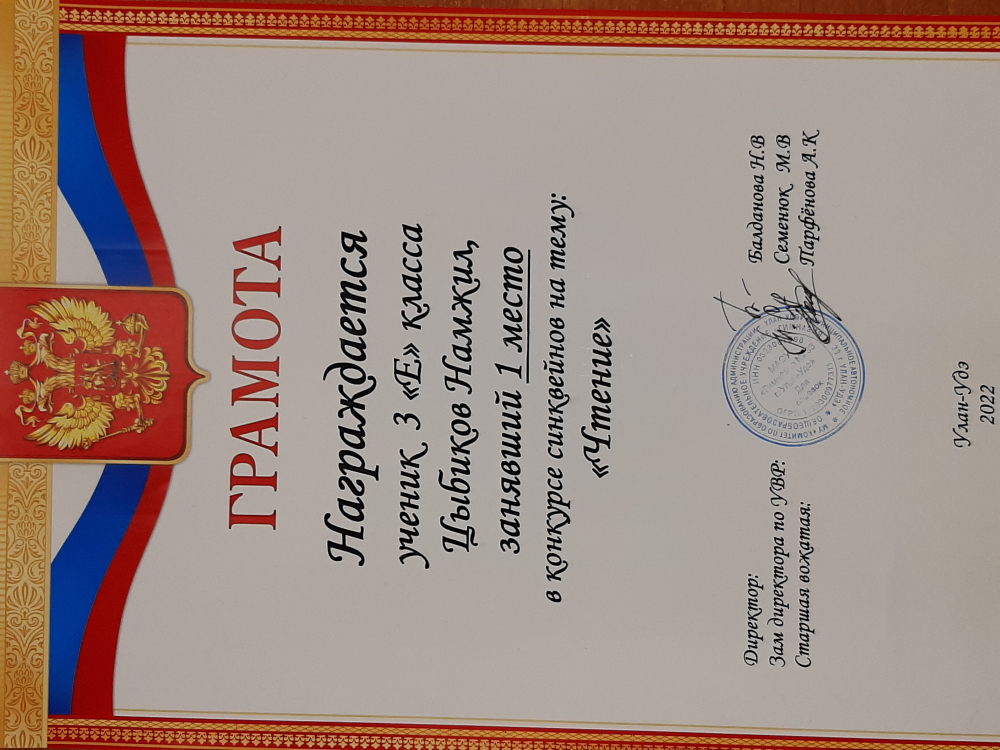 ГРАМОТА
Награждается
ученик 3 «Е» класса
Цыбиков Намжил,
занявший 1 место
в конкурсе синквейнов на тему:
«Чтение»
Директор: Балданова Н.В
Зам директора по УВР: Семенюк М.В
Старшая вожатая: Парфёнова А.К
Улан-Удэ
2022